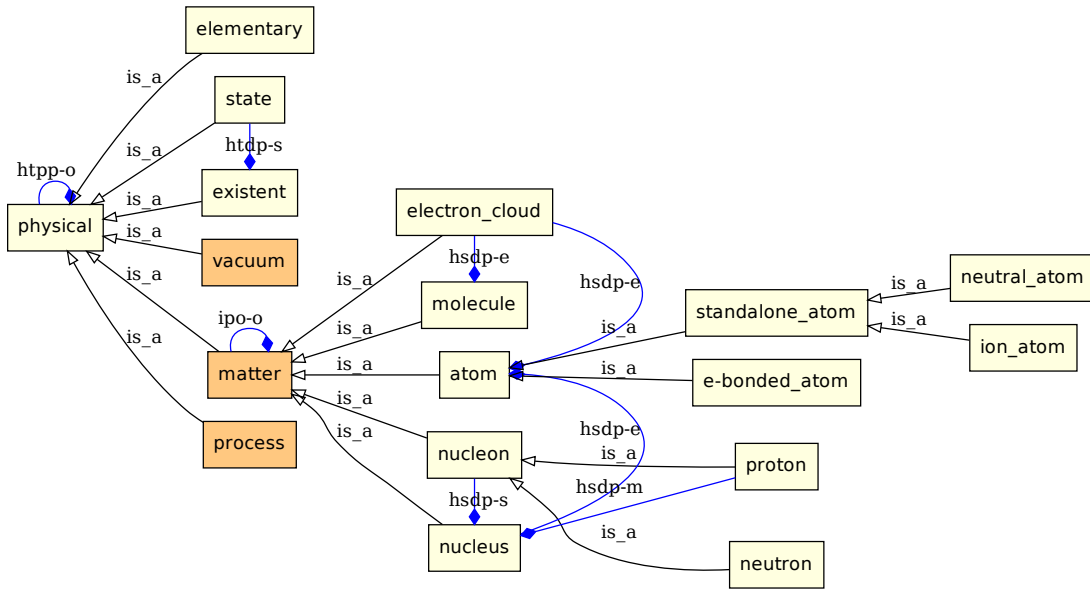 elementary
is_a
state
is_a
htdp-s
htpp-o
existent
is_a
physical
is_a
vacuum
is_a
electron_cloud
hsdp-e
hsdp-e
is_a
molecule
is_a
ipo-o
matter
is_a
atom
is_a
standalone_atom
is_a
neutral_atom
is_a
ion_atom
is_a
e-bonded_atom
is_a
process
is_a
nucleon
hsdp-e
is_a
proton
is_a
hsdp-s
hsdp-m
nucleus
is_a
neutron